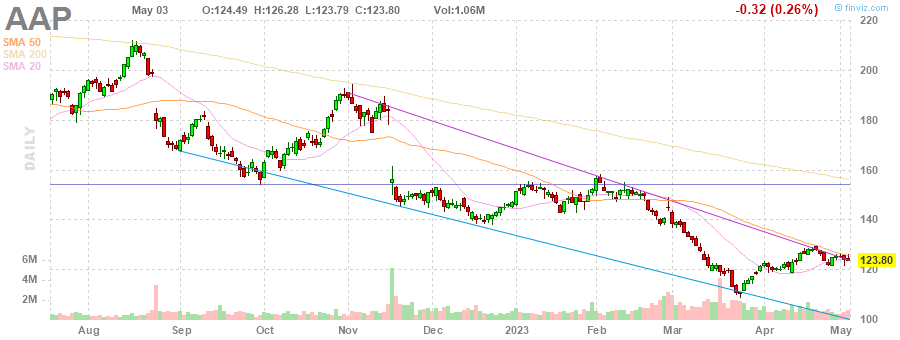 AAP May 03 O:124.49 H:126.28 L:123.79 C:123.80 Vol:1.06M -0.32 (0.26%) © finviz.com
SMA 50
SMA 200
SMA 20
DAILY
220
200
180
160
140
120
100
123.80
6M
4M
2M
Aug Sep Oct Nov Dec 2023 Feb Mar Apr May